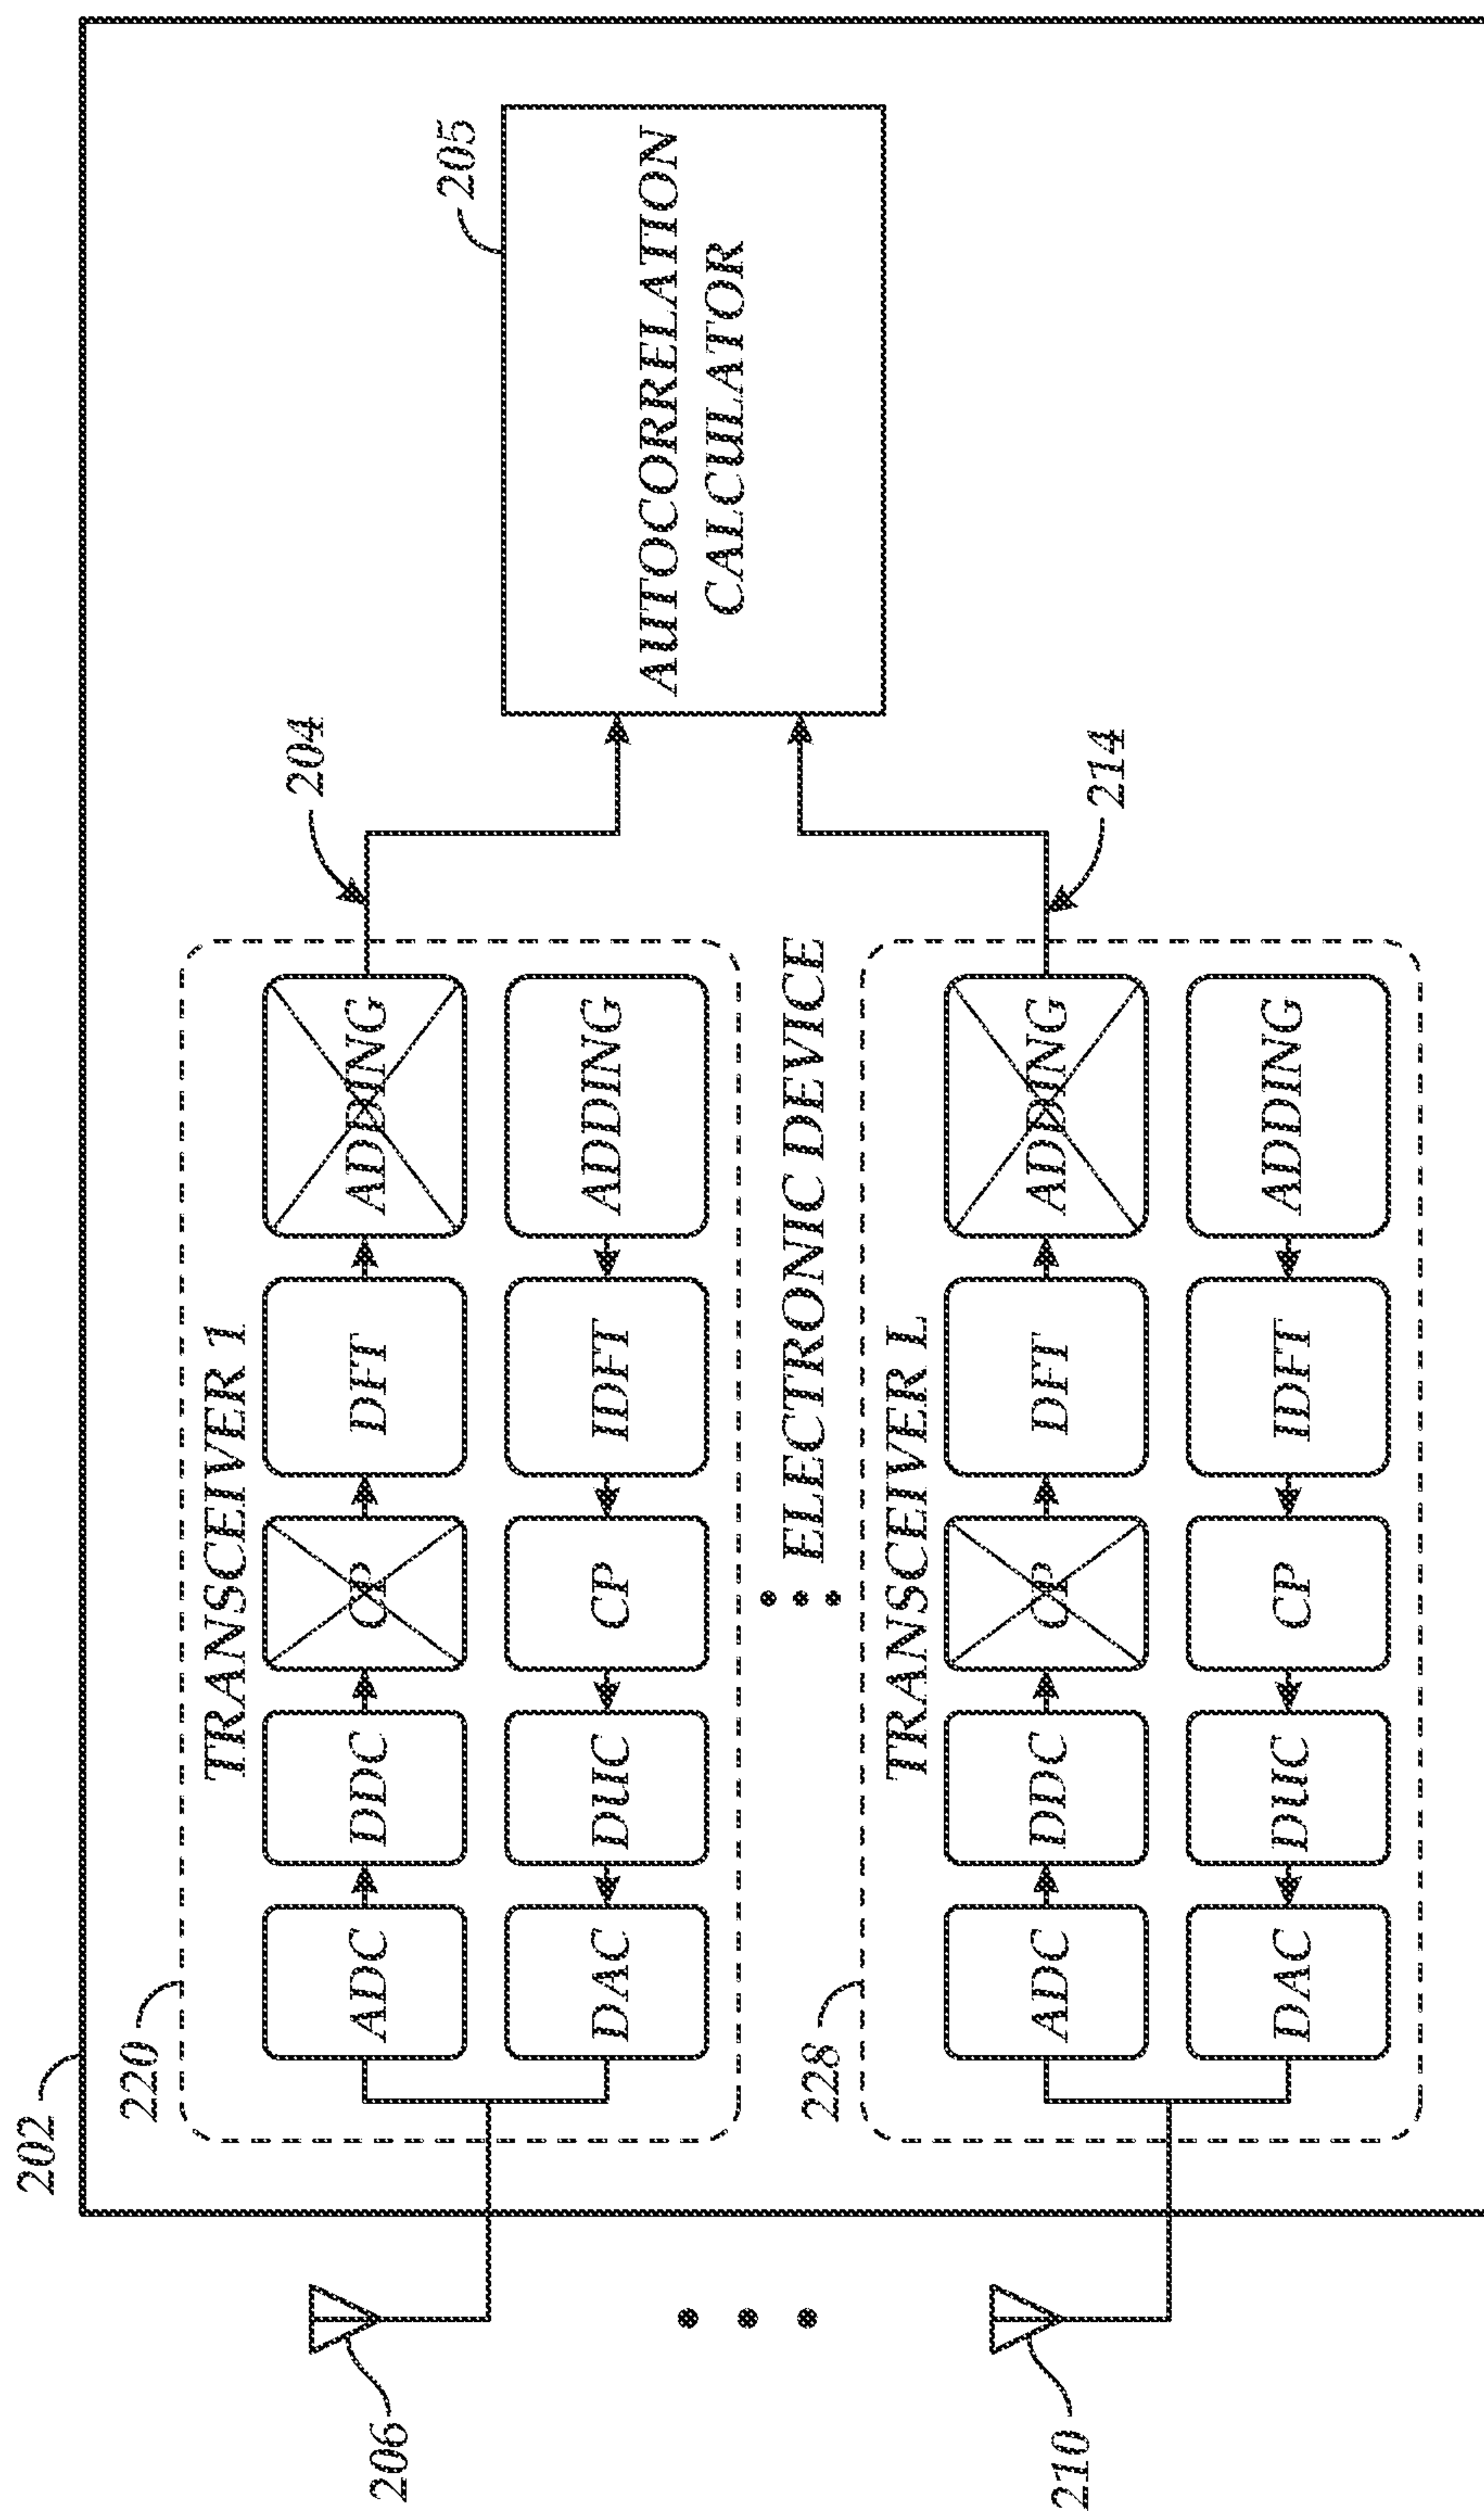 202
220
TRANSCEIVER 1
ADC
DDC
CP
DFT
ADDING
204
205
AUTOCORRELATION
CALCULATOR
DAC
DUC
CP
IDFT
ADDING
206
ELECTRONIC DEVICE
228
TRANSCEIVER L
ADC
DDC
CP
DFT
ADDING
214
DAC
DUC
CP
IDFT
ADDING
210